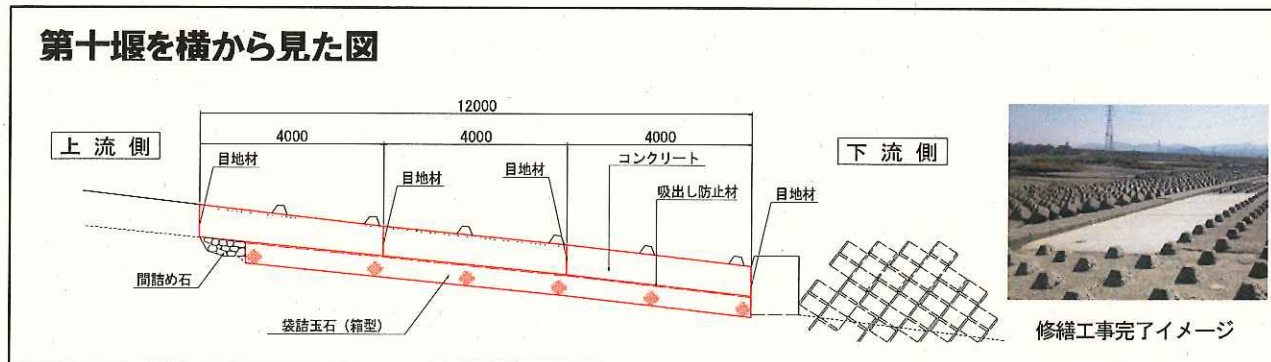 第十堰を横から見た図
12000
上流側
4000
4000
4000
下流側
目地材
目地材
目地材
コンクリート
吸出し防止材
目地材
間詰め石
袋詰玉石（箱型）
修繕工事完了イメージ